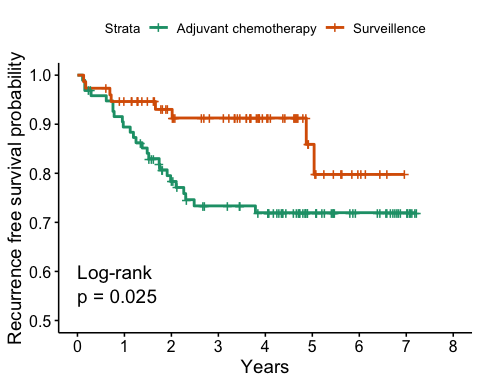 Strata Adjuvant chemotherapy Surveillence
Recurrence free survival probability
1.0
0.9
0.8
0.7
0.6
0.5
Log-rank
p = 0.025
0 1 2 3 4 5 6 7 8
Years